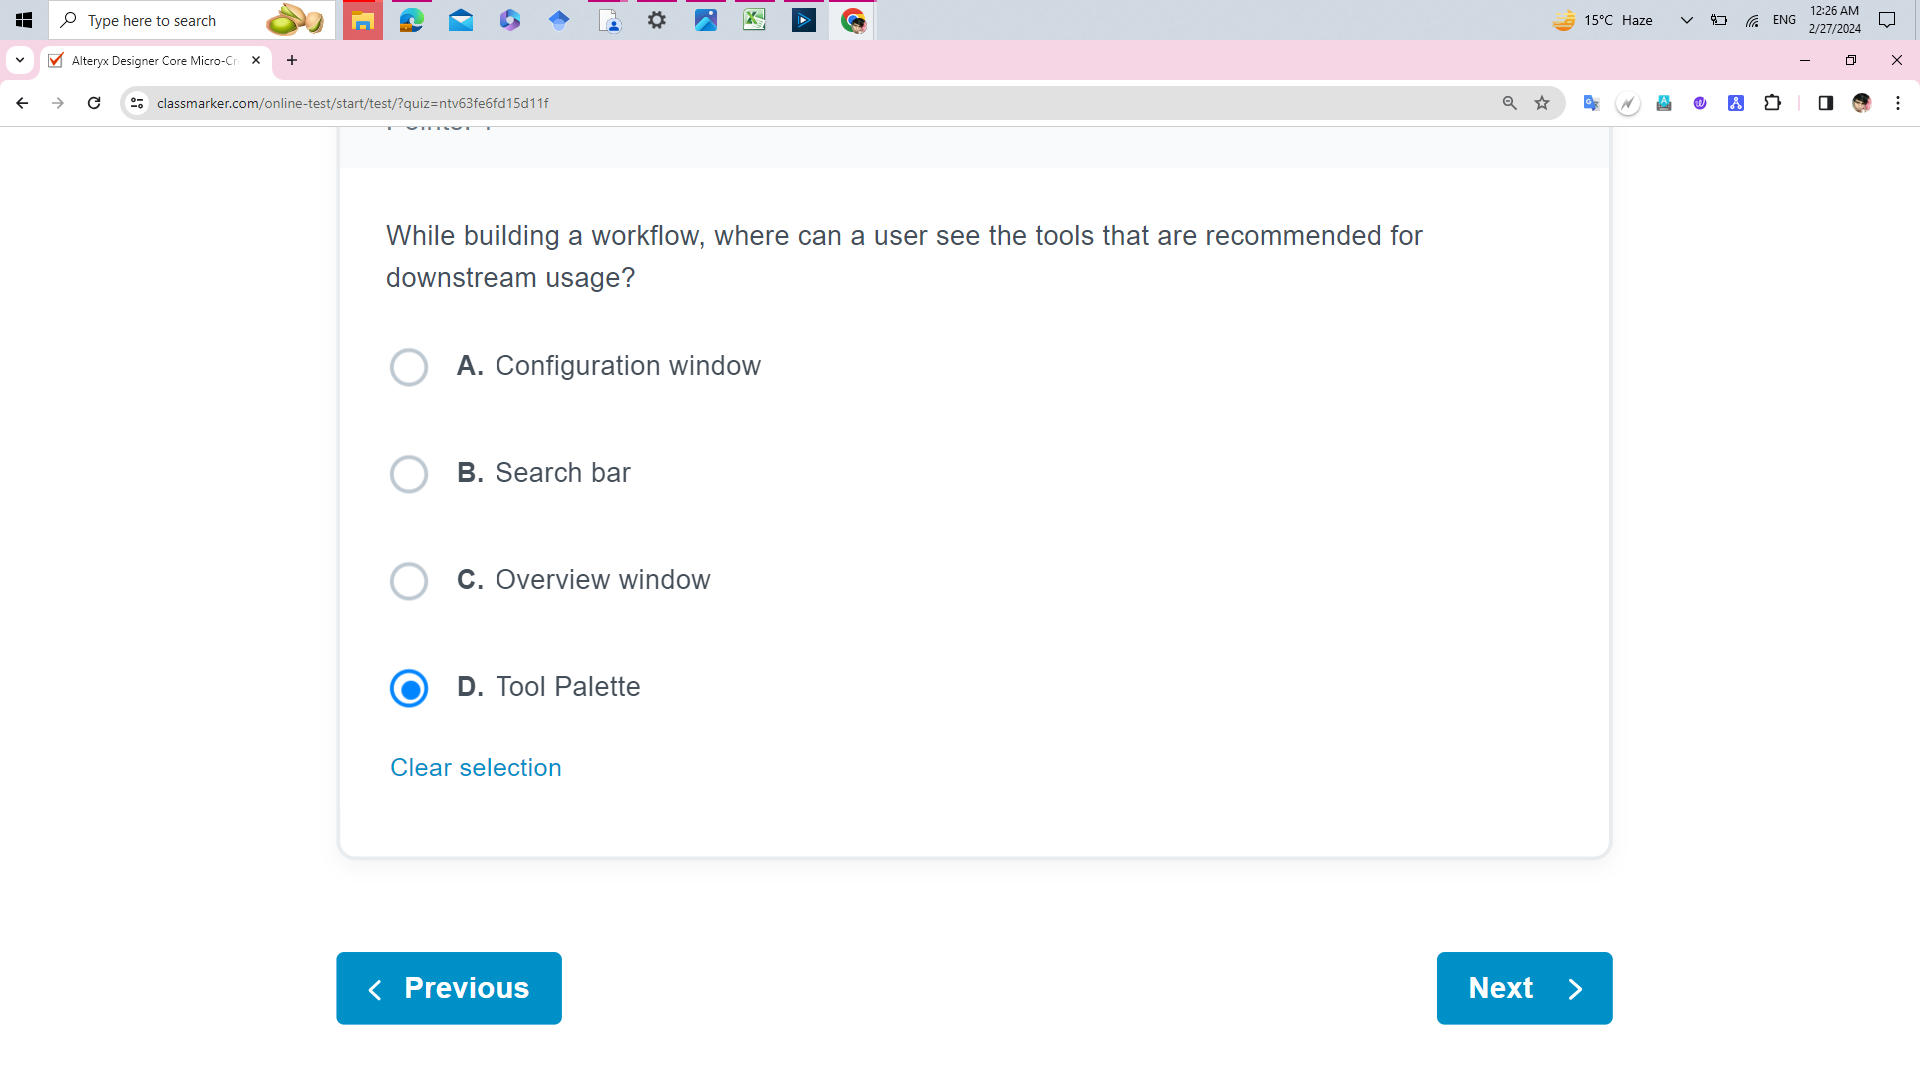 Type here to search
15°C Haze
ENG
12:26 AM
2/27/2024
Alteryx Designer Core Micro-Cr
classmarker.com/online-test/start/test/?quiz=ntv63fe6fd15d11f
While building a workflow, where can a user see the tools that are recommended for
downstream usage?
A. Configuration window
B. Search bar
C. Overview window
D. Tool Palette
Clear selection
Previous
Next